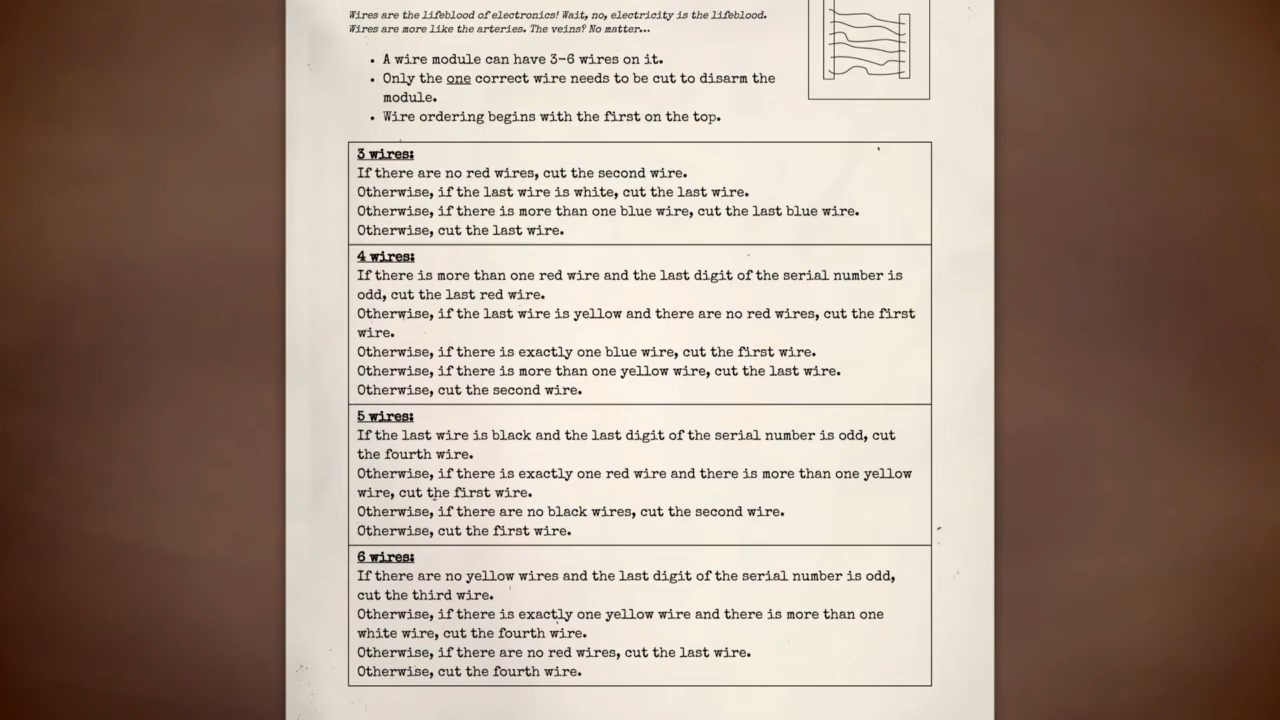 Wires are the lifeblood of electronics! Wait, no, electricity is the lifeblood.
Wires are more like the arteries. The veins? No matter...
• A wire module can have 3-6 wires on it.
• Only the one correct wire needs to be cut to disarm the
module.
• Wire ordering begins with the first on the top.
3 wires:
If there are no red wires, cut the second wire.
Otherwise, if the last wire is white, cut the last wire.
Otherwise, if there is more than one blue wire, cut the last blue wire.
Otherwise, cut the last wire.
4 wires:
If there is more than one red wire and the last digit of the serial number is
odd, cut the last red wire.
Otherwise, if the last wire is yellow and there are no red wires, cut the first
wire.
Otherwise, if there is exactly one blue wire, cut the first wire.
Otherwise, if there is more than one yellow wire, cut the last wire.
Otherwise, cut the second wire.
5 wires:
If the last wire is black and the last digit of the serial number is odd, cut
the fourth wire.
Otherwise, if there is exactly one red wire and there is more than one yellow
wire, cut the first wire.
Otherwise, if there are no black wires, cut the second wire.
Otherwise, cut the first wire.
6 wires:
If there are no yellow wires and the last digit of the serial number is odd,
cut the third wire.
Otherwise, if there is exactly one yellow wire and there is more than one
white wire, cut the fourth wire.
Otherwise, if there are no red wires, cut the last wire.
Otherwise, cut the fourth wire.